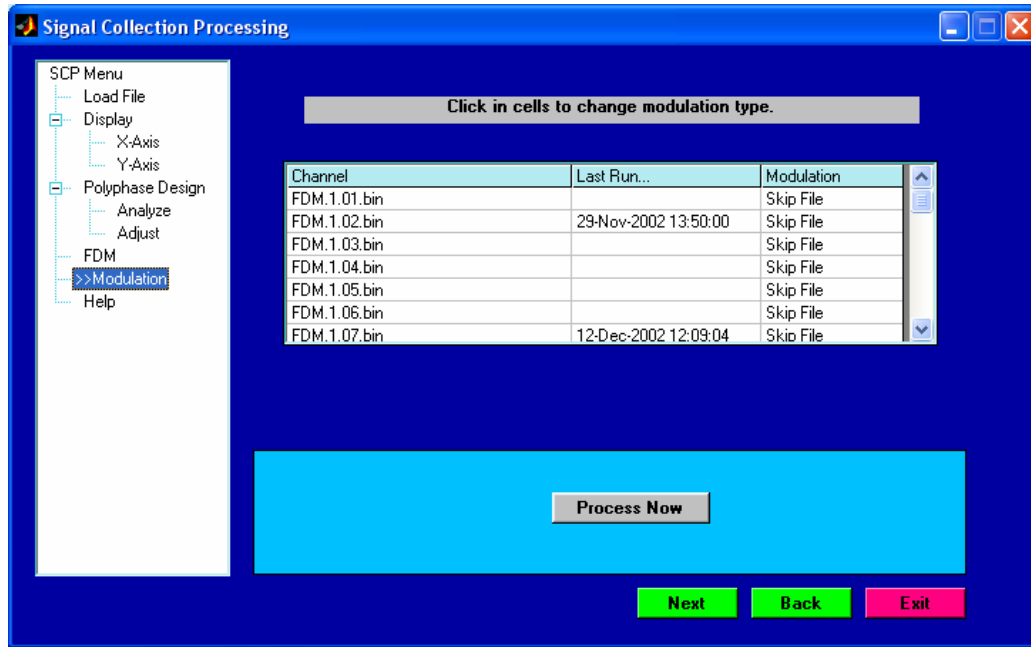 Signal Collection Processing
SCP Menu
Load File
Display
X-Axis
Y-Axis
Polyphase Design
Analyze
Adjust
FDM
>>Modulation
Help
Click in cells to change modulation type.
Channel Last Run... Modulation
FDM.1.01.bin Skip File
FDM.1.02.bin 29-Nov-2002 13:50:00 Skip File
FDM.1.03.bin Skip File
FDM.1.04.bin Skip File
FDM.1.05.bin Skip File
FDM.1.06.bin Skip File
FDM.1.07.bin 12-Dec-2002 12:09:04 Skip File
Process Now
Next Back Exit